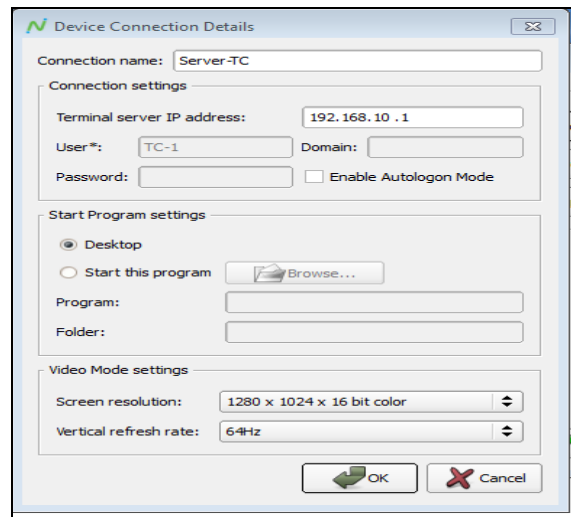 Device Connection Details
Connection name: Server-TC
Connection settings
Terminal server IP address: 192.168.10 .1
User*: TC-1 Domain:
Password: Enable Autologon Mode
Start Program settings
Desktop
Start this program Browse...
Program:
Folder:
Video Mode settings
Screen resolution: 1280 x 1024 x 16 bit color
Vertical refresh rate: 64Hz
OK Cancel